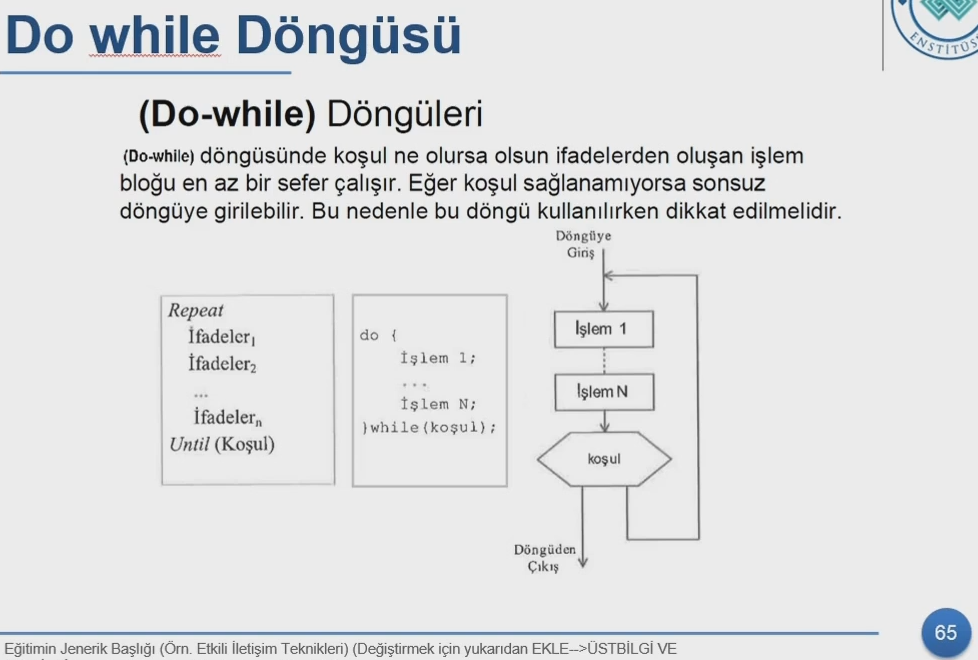 Do while Döngüsü
ENSTİTÜS
(Do-while) Döngüleri
(Do-while) döngüsünde koşul ne olursa olsun ifadelerden oluşan işlem
bloğu en az bir sefer çalışır. Eğer koşul sağlanamıyorsa sonsuz
döngüye girilebilir. Bu nedenle bu döngü kullanılırken dikkat edilmelidir.
Repeat
İfadeler₁
İfadeler₂
...
İfadelerₙ
Until (Koşul)
do {
İşlem 1;
...
İşlem N;
}while(koşul);
Döngüye
Giriş
İşlem 1
İşlem N
koşul
Döngüden
Çıkış
65
Eğitimin Jenerik Başlığı (Örn. Etkili İletişim Teknikleri) (Değiştirmek için yukarıdan EKLE-->ÜSTBİLGİ VE